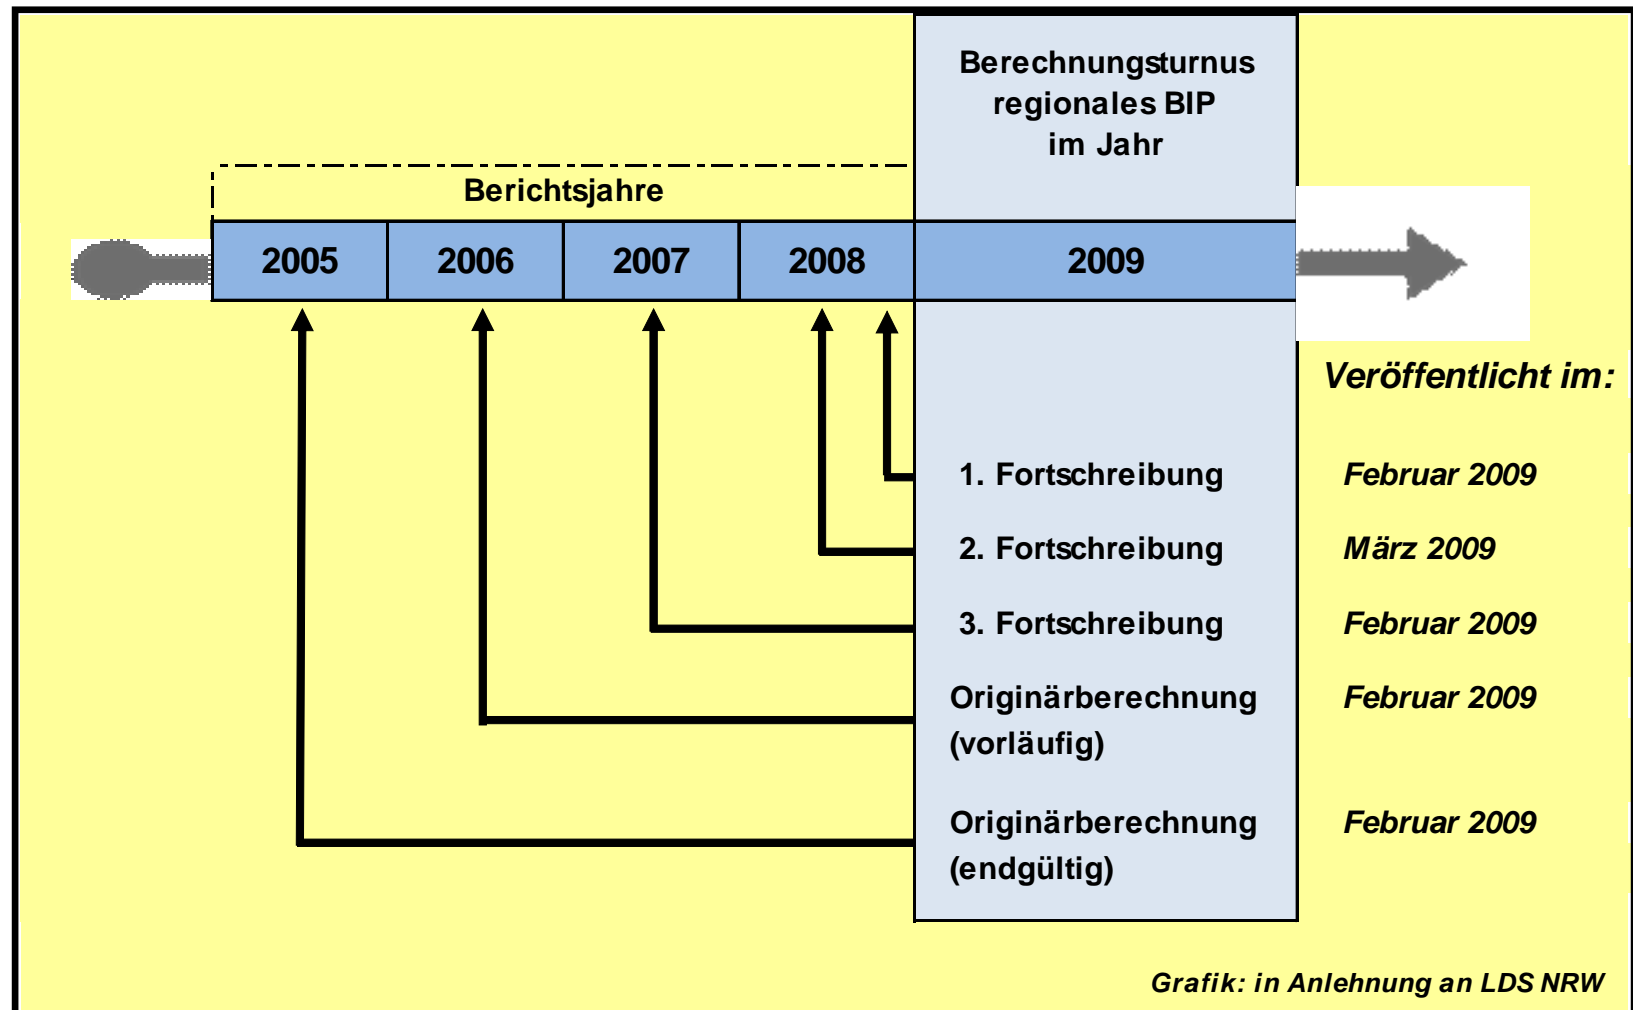 Berechnungsturnus
regionales BIP
im Jahr
Berichtsjahre
2005 2006 2007 2008 2009
Veröffentlicht im:
1. Fortschreibung Februar 2009
2. Fortschreibung März 2009
3. Fortschreibung Februar 2009
Originärberechnung Februar 2009
(vorläufig)
Originärberechnung Februar 2009
(endgültig)
Grafik: in Anlehnung an LDS NRW